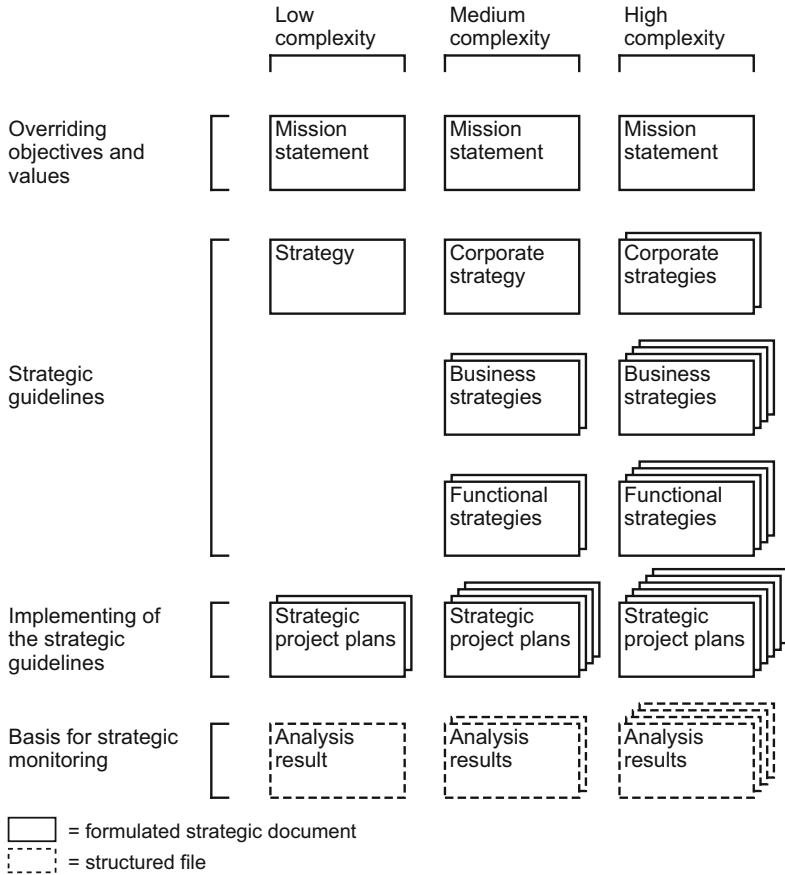 Low
complexity
Medium
complexity
High
complexity
Overriding
objectives and
values
Mission
statement
Mission
statement
Mission
statement
Strategic
guidelines
Strategy
Corporate
strategy
Corporate
strategies
Business
strategies
Business
strategies
Functional
strategies
Functional
strategies
Implementing of
the strategic
guidelines
Strategic
project plans
Strategic
project plans
Strategic
project plans
Basis for strategic
monitoring
Analysis
result
Analysis
results
Analysis
results
= formulated strategic document
= structured file